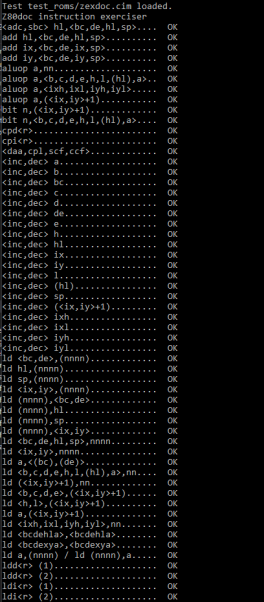 Test test_roms/zexdoc.cim loaded.
Z80doc instruction exerciser
<adc,sbc> hl,<bc,de,hl,sp>.... OK
add hl,<bc,de,hl,sp>.......... OK
add ix,<bc,de,ix,sp>.......... OK
add iy,<bc,de,iy,sp>.......... OK
aluop a,nn.................... OK
aluop a,<b,c,d,e,h,l,(hl),a>.. OK
aluop a,<ixh,ixl,iyh,iyl>..... OK
aluop a,(<ix,iy>+1)........... OK
bit n,(<ix,iy>+1)............. OK
bit n,<b,c,d,e,h,l,(hl),a>.... OK
cpd<r>........................ OK
cpi<r>........................ OK
<daa,cpl,scf,ccf>............. OK
<inc,dec> a................... OK
<inc,dec> b................... OK
<inc,dec> bc.................. OK
<inc,dec> c................... OK
<inc,dec> d................... OK
<inc,dec> de.................. OK
<inc,dec> e................... OK
<inc,dec> h................... OK
<inc,dec> hl.................. OK
<inc,dec> ix.................. OK
<inc,dec> iy.................. OK
<inc,dec> l................... OK
<inc,dec> (hl)................ OK
<inc,dec> sp.................. OK
<inc,dec> (<ix,iy>+1)......... OK
<inc,dec> ixh................. OK
<inc,dec> ixl................. OK
<inc,dec> iyh................. OK
<inc,dec> iyl................. OK
ld <bc,de>,(nnnn)............. OK
ld hl,(nnnn).................. OK
ld sp,(nnnn).................. OK
ld <ix,iy>,(nnnn)............. OK
ld (nnnn),<bc,de>............. OK
ld (nnnn),hl.................. OK
ld (nnnn),sp.................. OK
ld (nnnn),<ix,iy>............. OK
ld <bc,de,hl,sp>,nnnn......... OK
ld <ix,iy>,nnnn............... OK
ld a,<(bc),(de)>.............. OK
ld <b,c,d,e,h,l,(hl),a>,nn.... OK
ld (<ix,iy>+1),nn............. OK
ld <b,c,d,e>,(<ix,iy>+1)...... OK
ld <h,l>,(<ix,iy>+1).......... OK
ld a,(<ix,iy>+1).............. OK
ld <ixh,ixl,iyh,iyl>,nn....... OK
ld <bcdehla>,<bcdehla>........ OK
ld <bcdexya>,<bcdexya>........ OK
ld a,(nnnn) / ld (nnnn),a..... OK
ldd<r> (1).................... OK
ldd<r> (2).................... OK
ldi<r> (1).................... OK
ldi<r> (2).................... OK